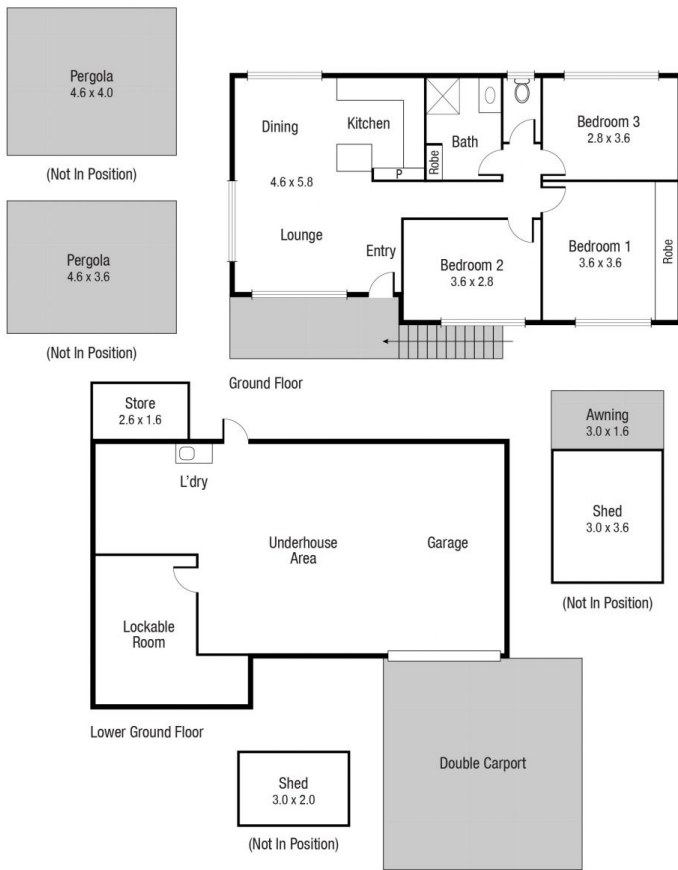 Pergola
4.6 x 4.0
(Not In Position)
Pergola
4.6 x 3.6
(Not In Position)
Dining
Kitchen
4.6 x 5.8
P
Lounge
Entry
Bath
Robe
Bedroom 3
2.8 x 3.6
Bedroom 2
3.6 x 2.8
Bedroom 1
3.6 x 3.6
Robe
Ground Floor
Store
2.6 x 1.6
L'dry
Underhouse
Area
Garage
Lockable
Room
Lower Ground Floor
Awning
3.0 x 1.6
Shed
3.0 x 3.6
(Not In Position)
Shed
3.0 x 2.0
(Not In Position)
Double Carport